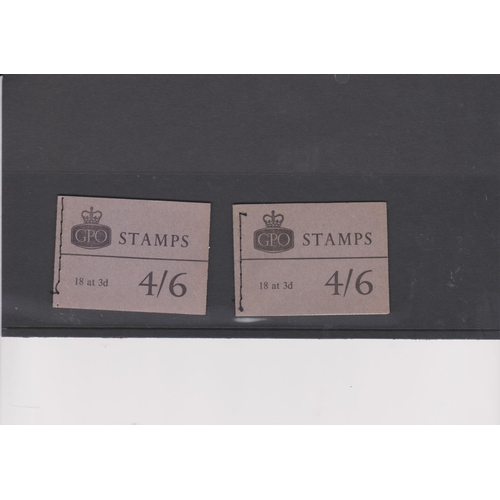 GPO STAMPS
18 at 3d 4/6
GPO STAMPS
18 at 3d 4/6